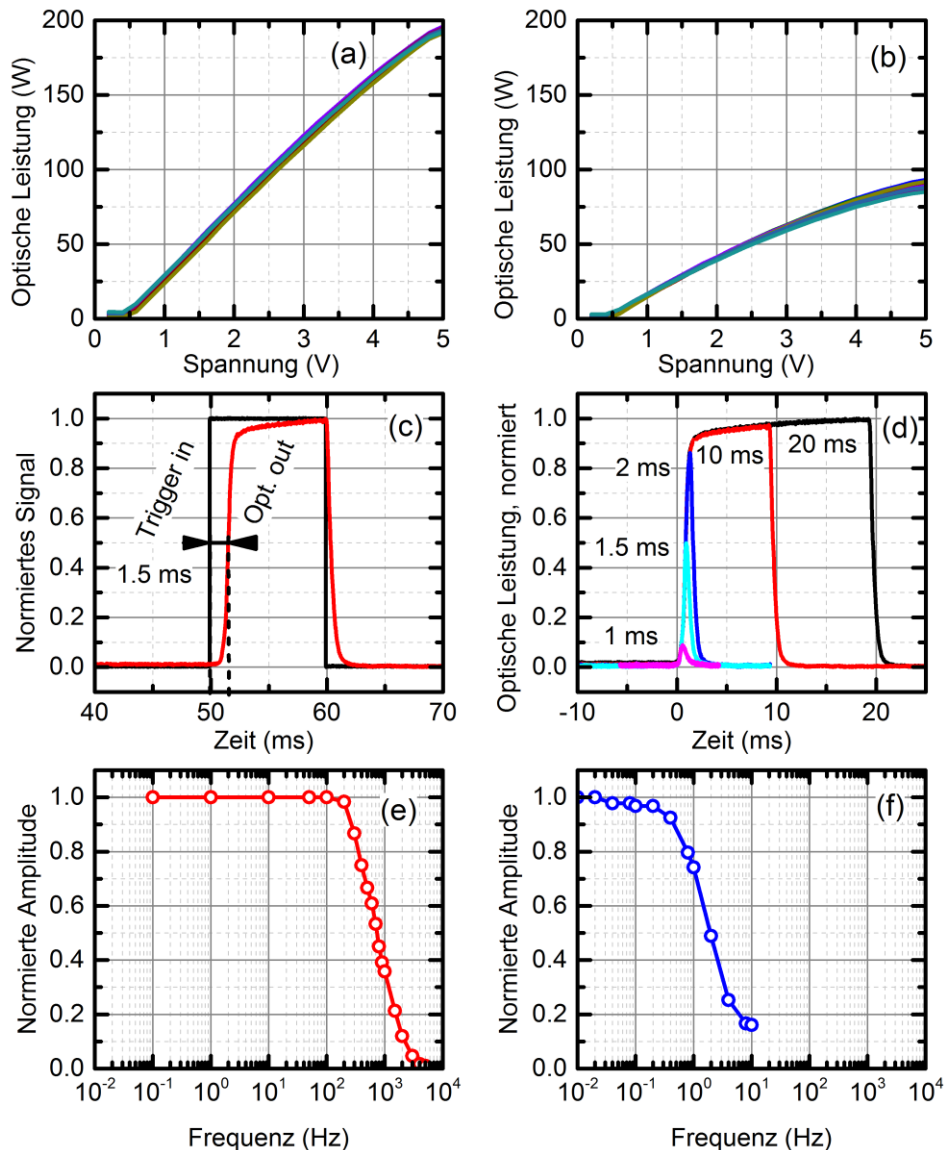 200
150
100
50
0
Optische Leistung (W)
(a)
0 1 2 3 4 5
Spannung (V)
200
150
100
50
0
Optische Leistung (W)
(b)
0 1 2 3 4 5
Spannung (V)
1.0
0.8
0.6
0.4
0.2
0.0
Normiertes Signal
(c)
Trigger in
Opt. out
1.5 ms
40 50 60 70
Zeit (ms)
1.0
0.8
0.6
0.4
0.2
0.0
Optische Leistung, normiert
(d)
20 ms
10 ms
2 ms
1.5 ms
1 ms
-10 0 10 20
Zeit (ms)
1.0
0.8
0.6
0.4
0.2
0.0
Normierte Amplitude
(e)
10⁻² 10⁻¹ 10⁰ 10¹ 10² 10³ 10⁴
Frequenz (Hz)
1.0
0.8
0.6
0.4
0.2
0.0
Normierte Amplitude
(f)
10⁻² 10⁻¹ 10⁰ 10¹ 10² 10³ 10⁴
Frequenz (Hz)